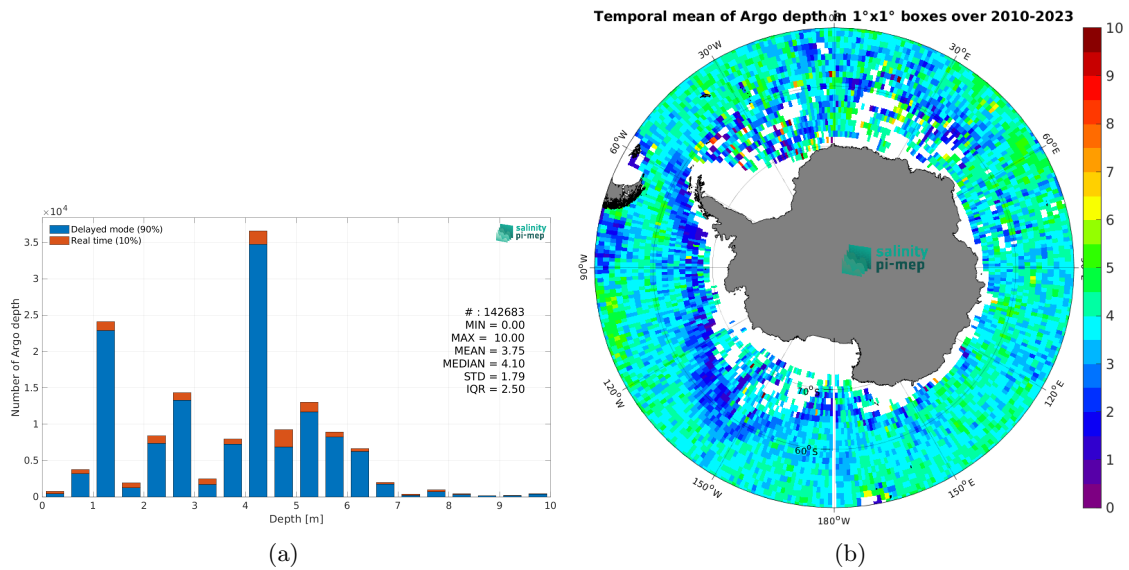 ×10⁴
Delayed mode (90%)
Real time (10%)
salinity
pi-mep
3.5
3
2.5
2
1.5
1
0.5
0
Number of Argo depth
# : 142683
MIN = 0.00
MAX = 10.00
MEAN = 3.75
MEDIAN = 4.10
STD = 1.79
IQR = 2.50
0 1 2 3 4 5 6 7 8 9 10
Depth [m]
(a)
Temporal mean of Argo depth in 1°x1° boxes over 2010-2023
30°W
30°E
60°W
60°E
90°W
120°W
120°E
150°W
150°E
180°W
70°S
60°S
salinity
pi-mep
10
9
8
7
6
5
4
3
2
1
0
(b)